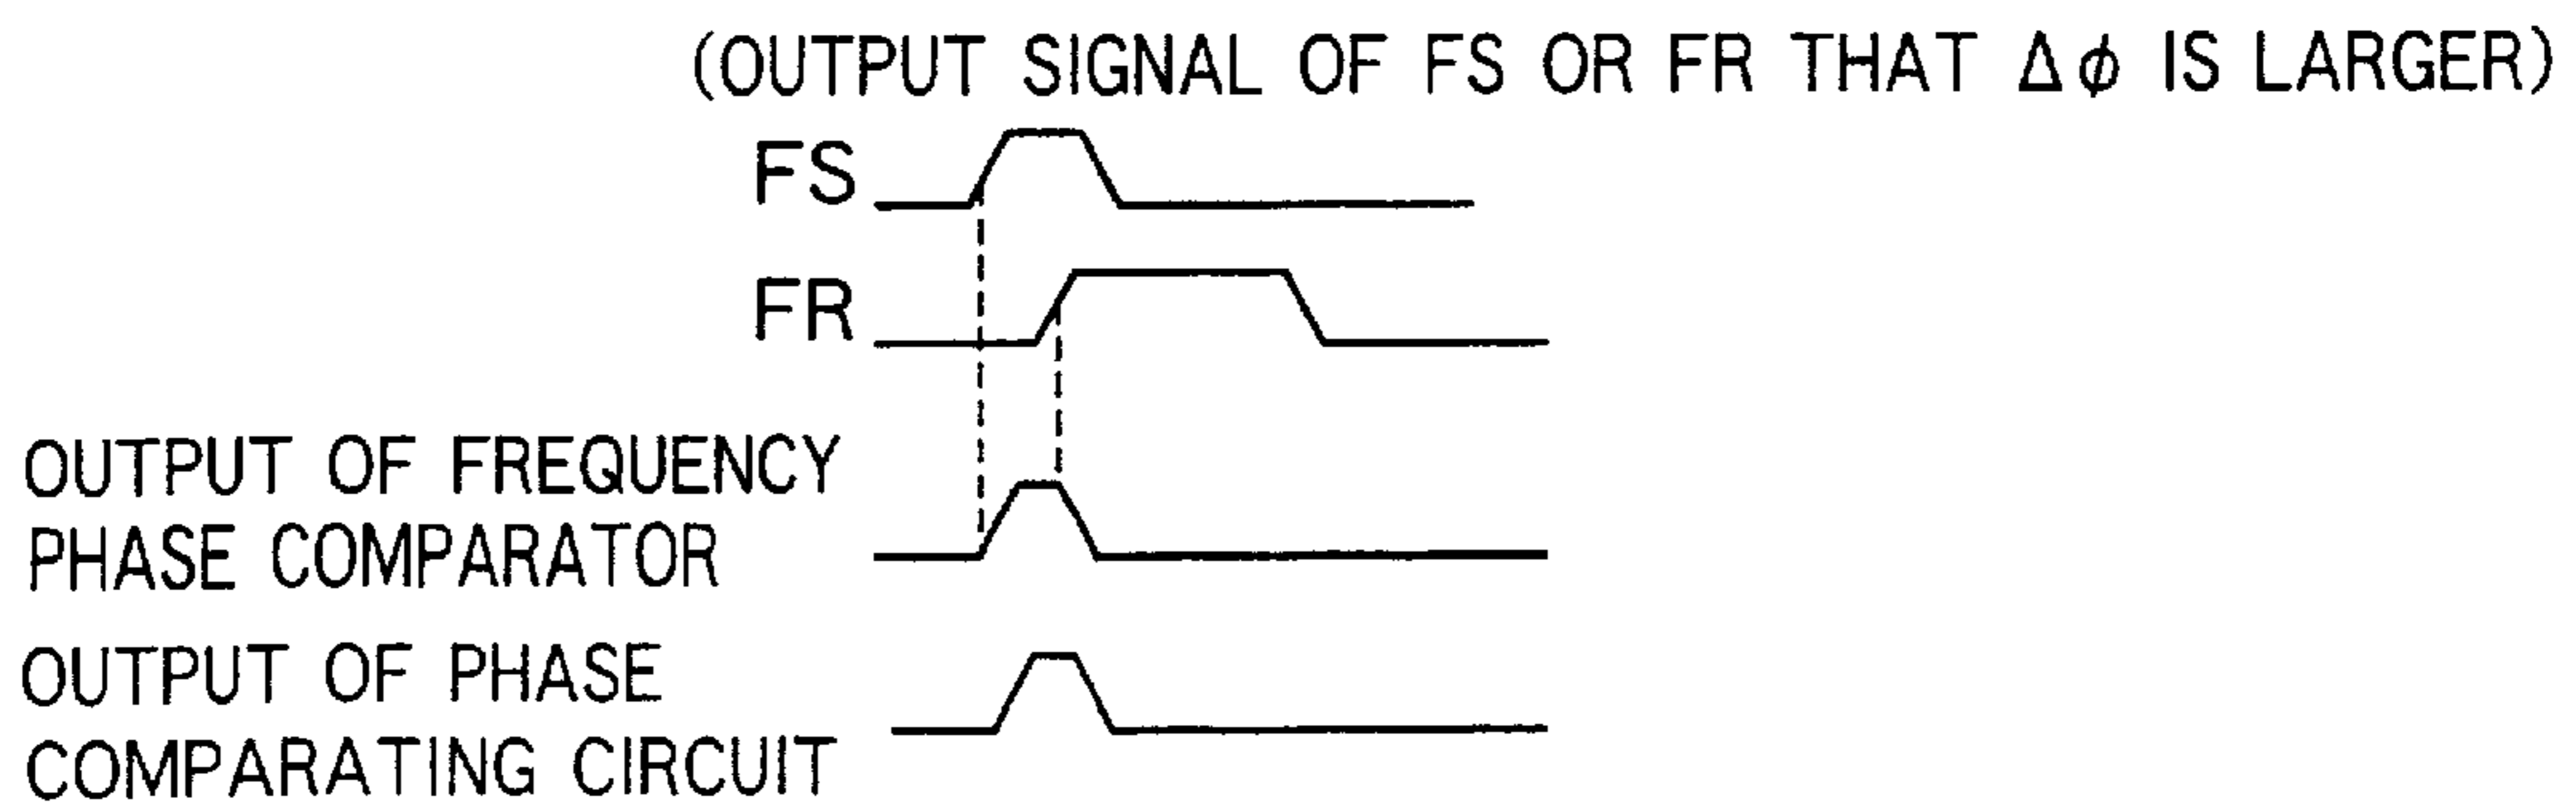 (OUTPUT SIGNAL OF FS OR FR THAT Δϕ IS LARGER)
FS
FR
OUTPUT OF FREQUENCY
PHASE COMPARATOR
OUTPUT OF PHASE
COMPARATING CIRCUIT